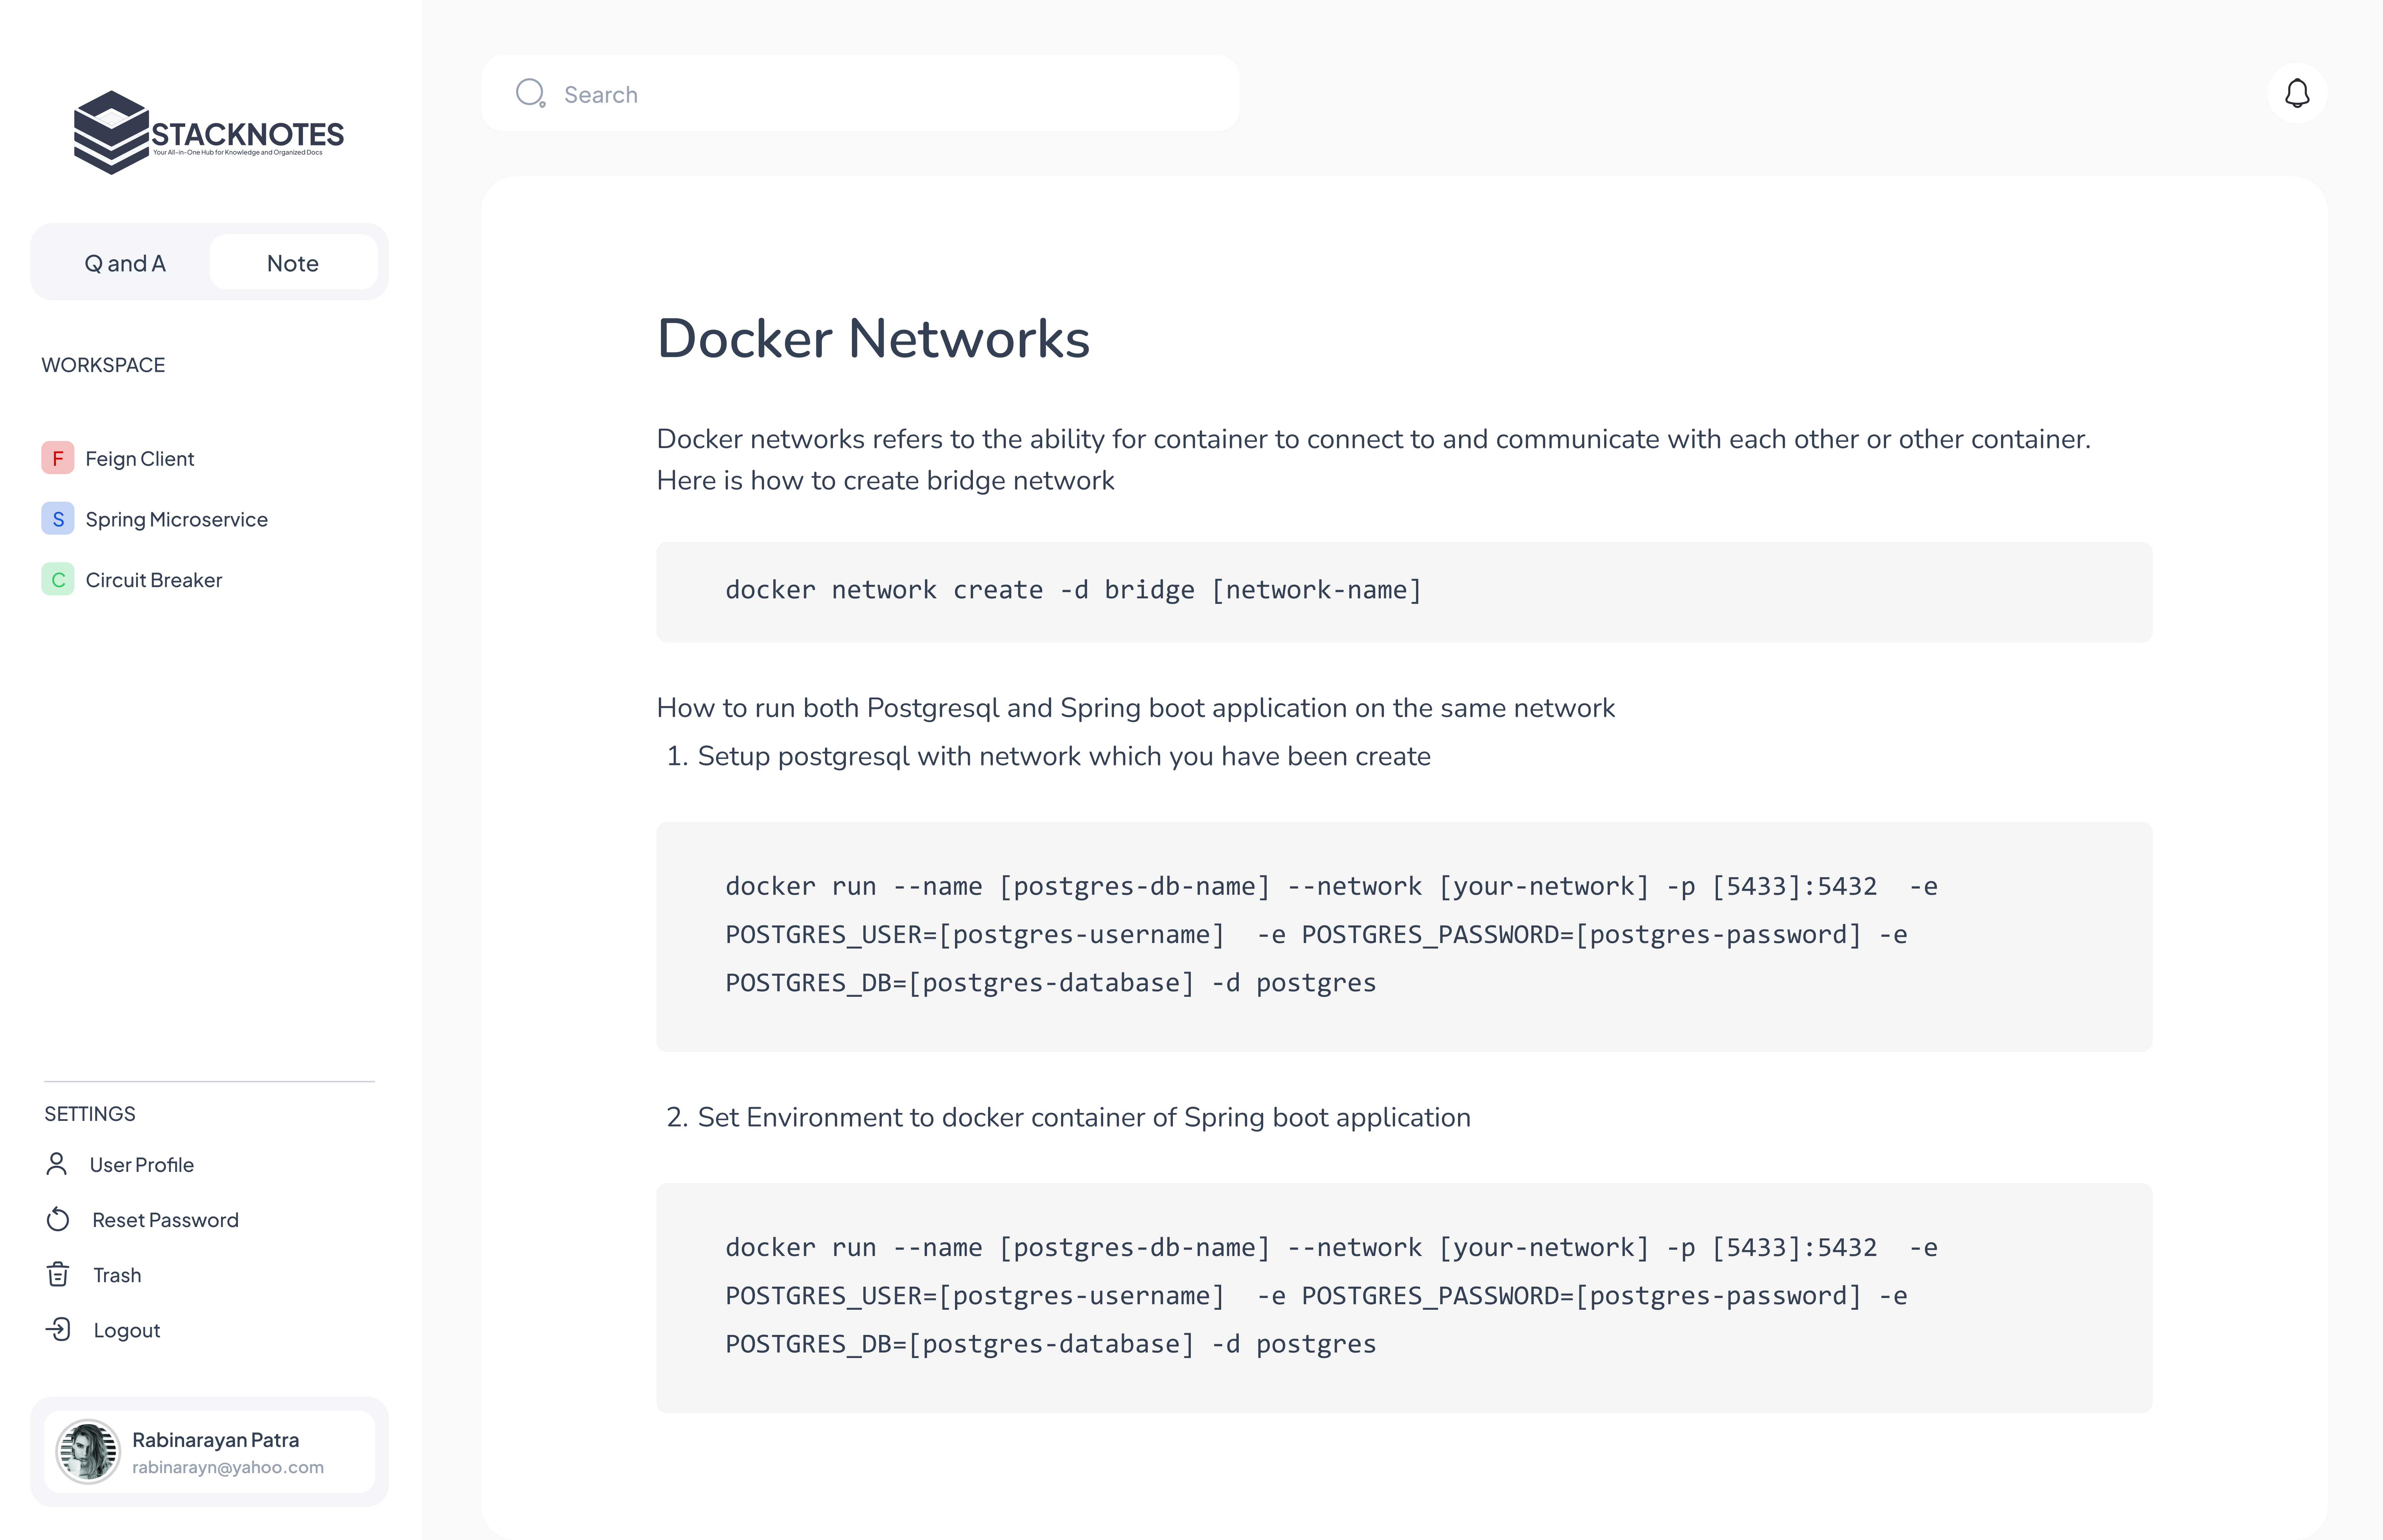 STACKNOTES
Your All-in-One Hub for Knowledge and Organized Docs
Q and A
Note
WORKSPACE
F Feign Client
S Spring Microservice
C Circuit Breaker
SETTINGS
User Profile
Reset Password
Trash
Logout
Rabinarayan Patra
rabinarayn@yahoo.com
Search
Docker Networks
Docker networks refers to the ability for container to connect to and communicate with each other or other container.
Here is how to create bridge network
docker network create -d bridge [network-name]
How to run both Postgresql and Spring boot application on the same network
1. Setup postgresql with network which you have been create
docker run --name [postgres-db-name] --network [your-network] -p [5433]:5432  -e
POSTGRES_USER=[postgres-username]  -e POSTGRES_PASSWORD=[postgres-password] -e
POSTGRES_DB=[postgres-database] -d postgres
2. Set Environment to docker container of Spring boot application
docker run --name [postgres-db-name] --network [your-network] -p [5433]:5432  -e
POSTGRES_USER=[postgres-username]  -e POSTGRES_PASSWORD=[postgres-password] -e
POSTGRES_DB=[postgres-database] -d postgres